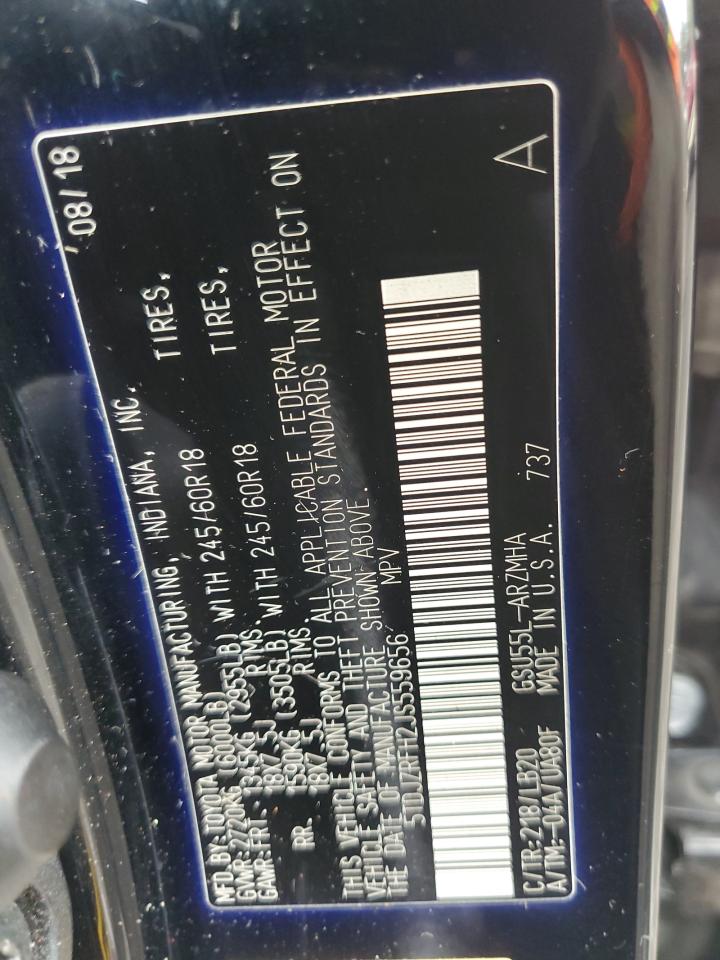 MFD.BY:TOYOTA MOTOR MANUFACTURING, INDIANA, INC. 08/18
GVWR:2720KG (6000LB)
GAWR:FRT. 1345KG (2955LB) WITH 245/60R18 TIRES,
18X7.5J RIMS.
RR. 1590KG (3505LB) WITH 245/60R18 TIRES,
18X7.5J RIMS.
THIS VEHICLE CONFORMS TO ALL APPLICABLE FEDERAL MOTOR
VEHICLE SAFETY AND THEFT PREVENTION STANDARDS IN EFFECT ON
THE DATE OF MANUFACTURE SHOWN ABOVE.
5TDJZRFH2JS559656 MPV
C/TR:218/LB20 GSU55L-ARZMHA
A/TM:-04A/UA80F MADE IN U.S.A. 737 A